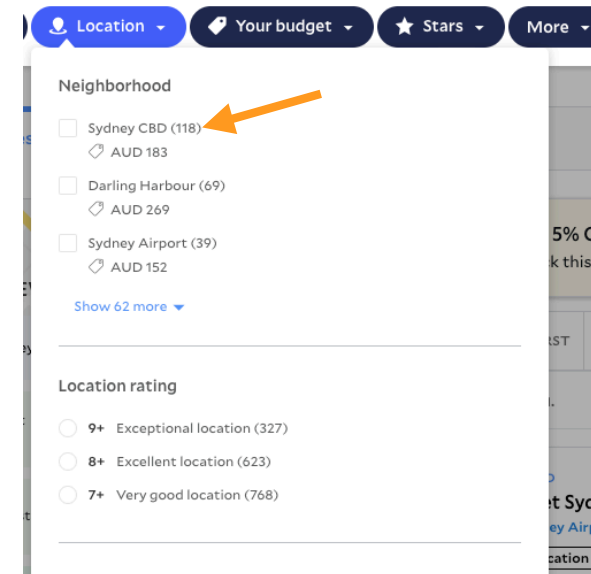 Location
Your budget
Stars
More
Neighborhood
Sydney CBD (118)
AUD 183
Darling Harbour (69)
AUD 269
Sydney Airport (39)
AUD 152
Show 62 more
Location rating
9+ Exceptional location (327)
8+ Excellent location (623)
7+ Very good location (768)
5%
this